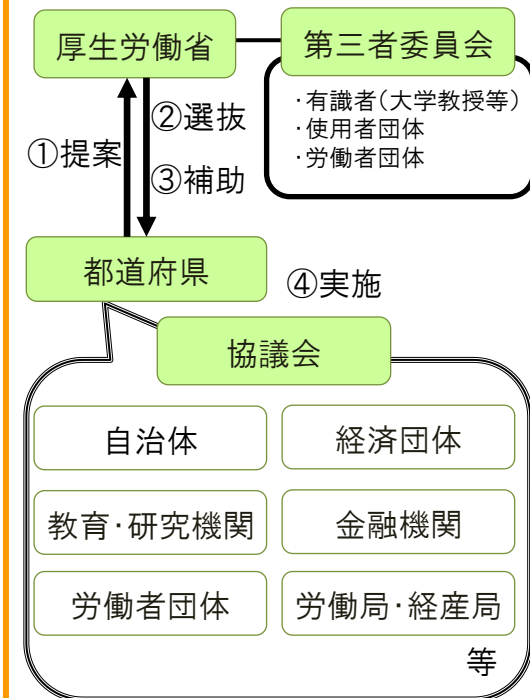 厚生労働省
第三者委員会
・有識者(大学教授等)
・使用者団体
・労働者団体
①提案
②選抜
③補助
都道府県
④実施
協議会
自治体
経済団体
教育・研究機関
金融機関
労働者団体
労働局・経産局
等